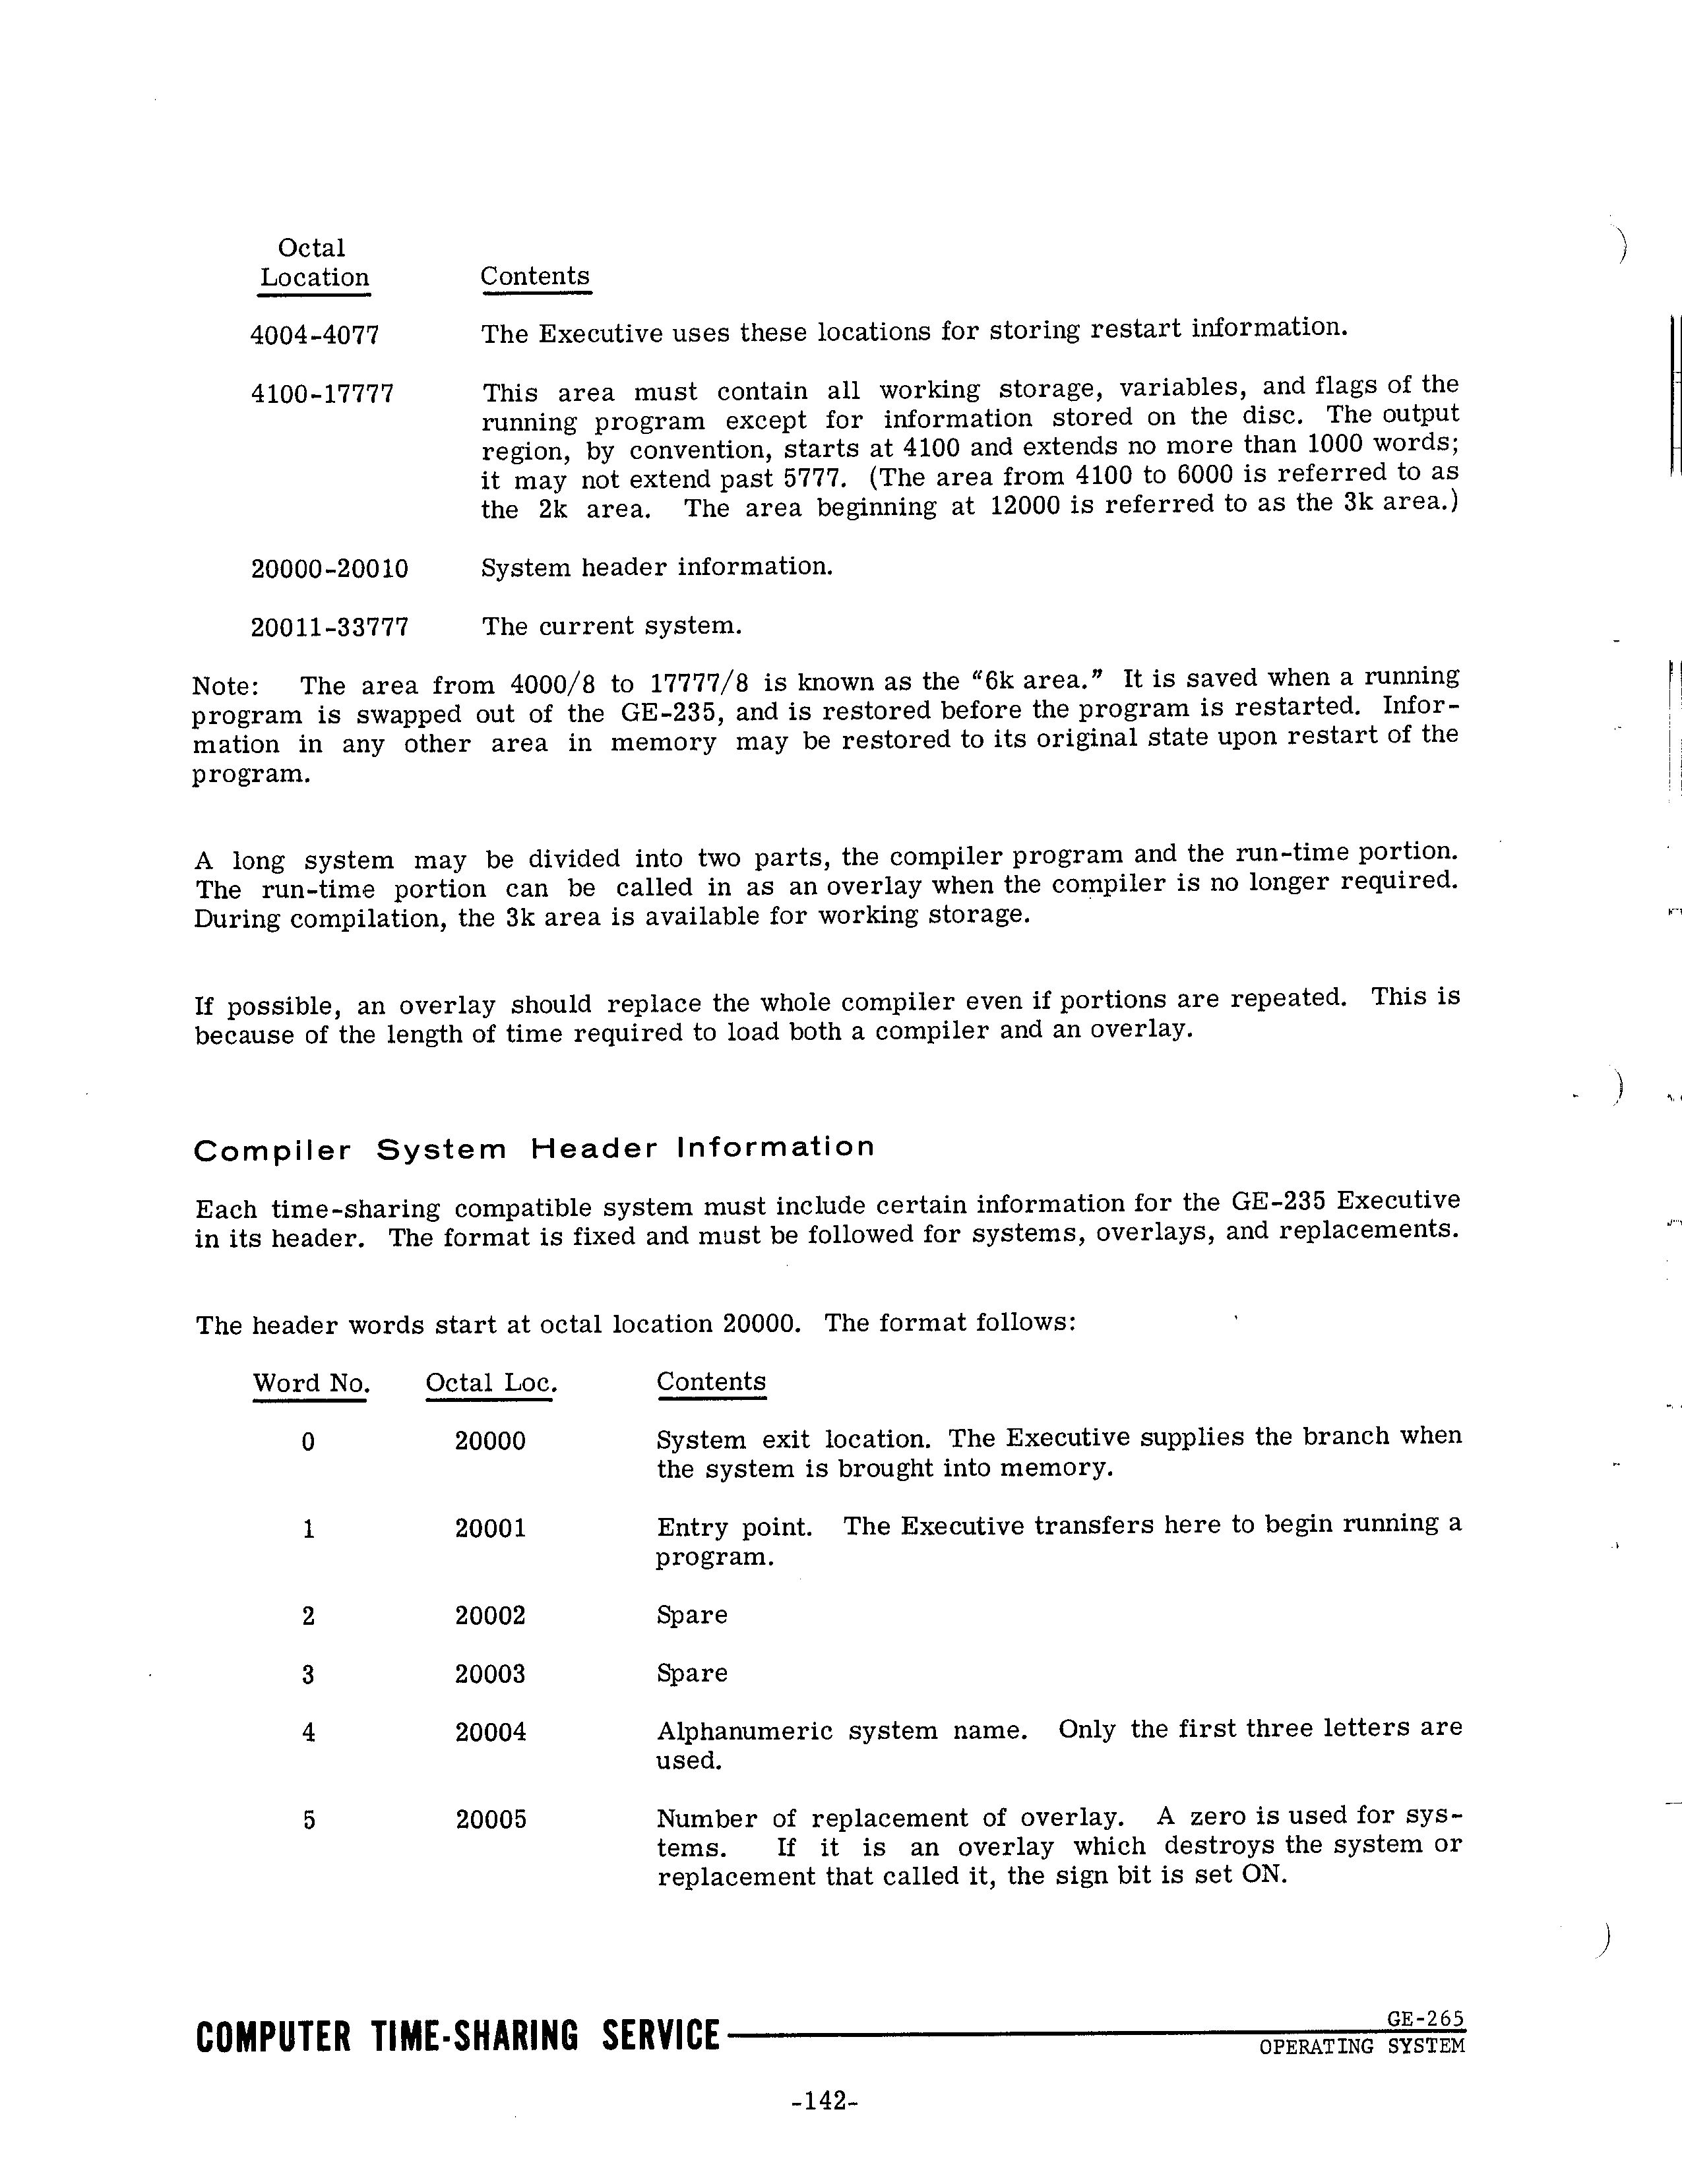 Octal
Location Contents
4004-4077 The Executive uses these locations for storing restart information.
4100-17777 This area must contain all working storage, variables, and flags of the
running program except for information stored on the disc. The output
region, by convention, starts at 4100 and extends no more than 1000 words;
it may not extend past 5777. (The area from 4100 to 6000 is referred to as
the 2k area. The area beginning at 12000 is referred to as the 3k area.)
20000-20010 System header information.
20011-33777 The current system.
Note: The area from 4000/8 to 17777/8 is known as the “6k area.” It is saved when a running
program is swapped out of the GE-235, and is restored before the program is restarted. Infor-
mation in any other area in memory may be restored to its original state upon restart of the
program.
A long system may be divided into two parts, the compiler program and the run-time portion.
The run-time portion can be called in as an overlay when the compiler is no longer required.
During compilation, the 3k area is available for working storage.
If possible, an overlay should replace the whole compiler even if portions are repeated. This is
because of the length of time required to load both a compiler and an overlay.
Compiler System Header Information
Each time-sharing compatible system must include certain information for the GE-235 Executive
in its header. The format is fixed and must be followed for systems, overlays, and replacements.
The header words start at octal location 20000. The format follows:
Word No. Octal Loc. Contents
0 20000 System exit location. The Executive supplies the branch when
the system is brought into memory.
1 20001 Entry point. The Executive transfers here to begin running a
program.
2 20002 Spare
3 20003 Spare
4 20004 Alphanumeric system name. Only the first three letters are
used.
5 20005 Number of replacement of overlay. A zero is used for sys-
tems. If it is an overlay which destroys the system or
replacement that called it, the sign bit is set ON.
COMPUTER TIME-SHARING SERVICE GE-265
OPERATING SYSTEM
-142-